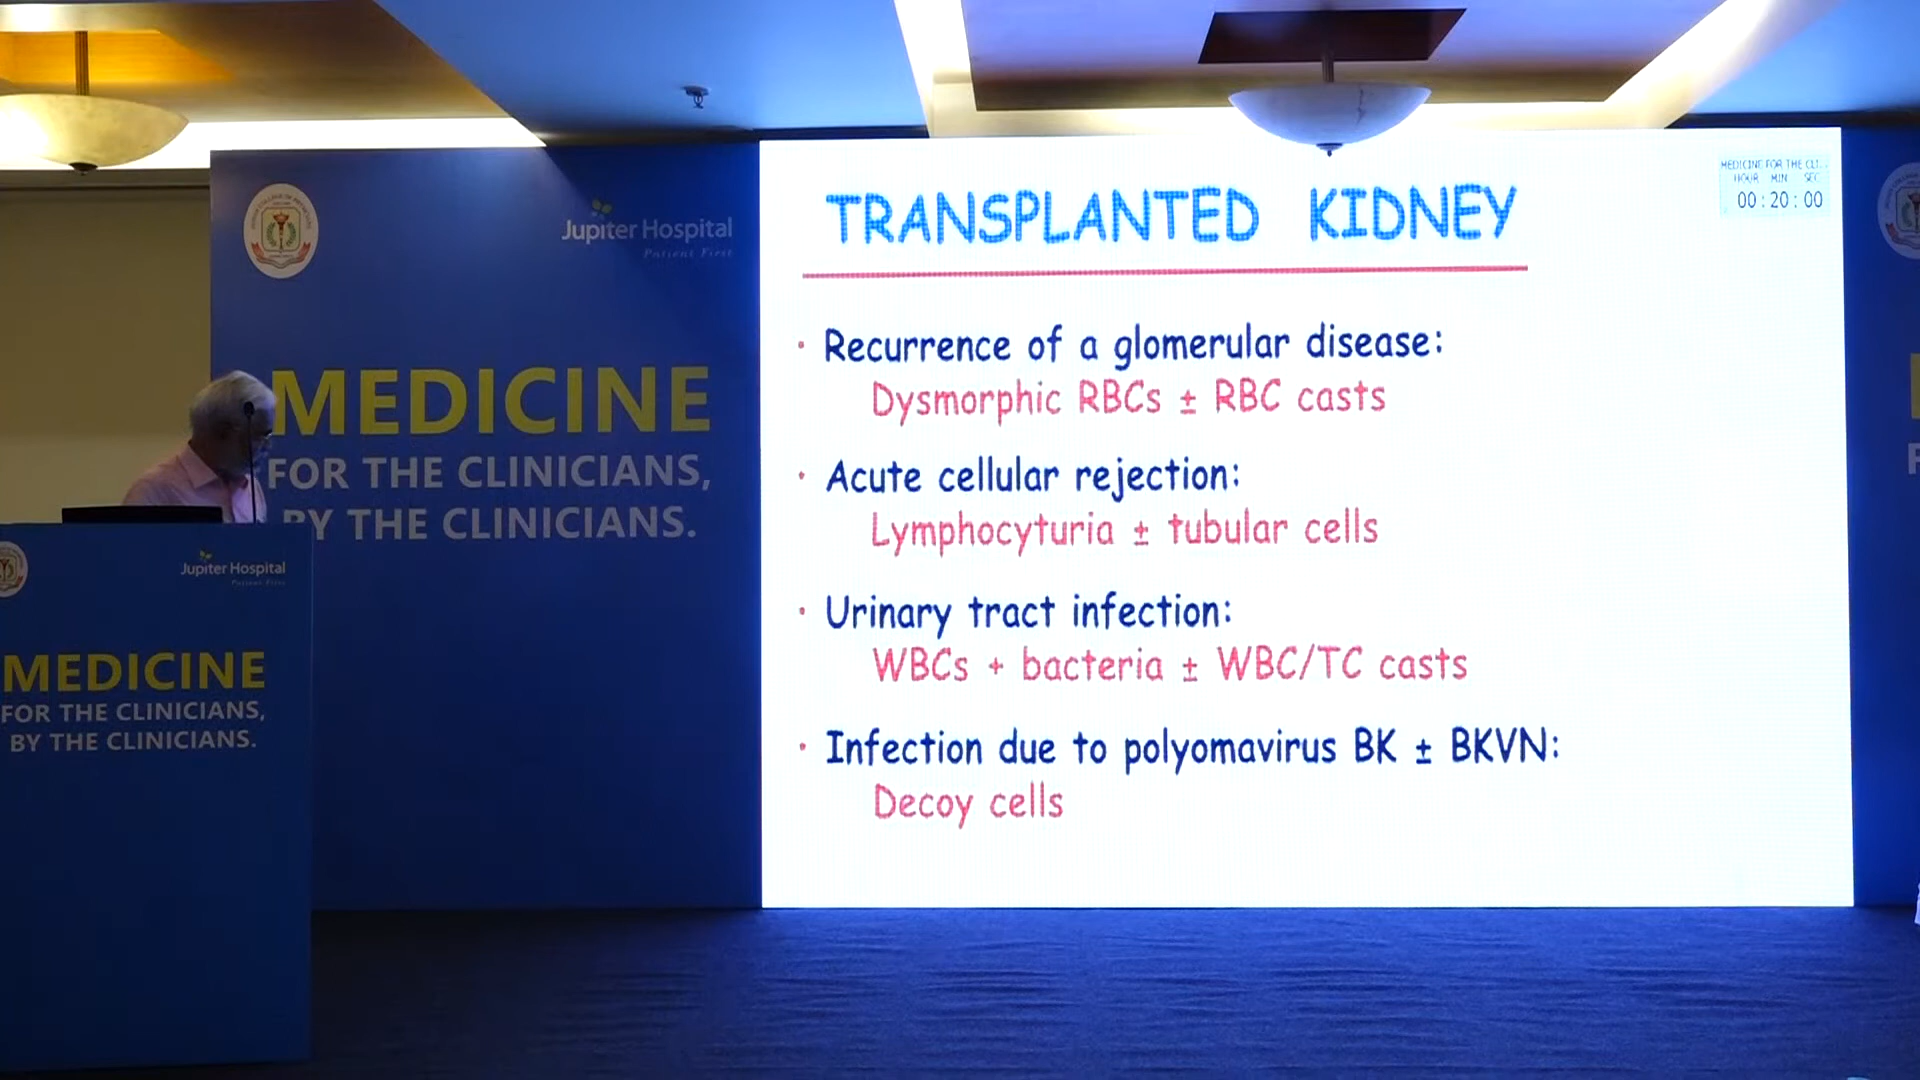 Jupiter Hospital
Patient First
MEDICINE
FOR THE CLINICIANS,
BY THE CLINICIANS.
Jupiter Hospital
Patient First
MEDICINE
FOR THE CLINICIANS,
BY THE CLINICIANS.
TRANSPLANTED KIDNEY
MEDICINE FOR THE CLI...
HOUR MIN SEC
00:20:00
• Recurrence of a glomerular disease:
Dysmorphic RBCs ± RBC casts
• Acute cellular rejection:
Lymphocyturia ± tubular cells
• Urinary tract infection:
WBCs + bacteria ± WBC/TC casts
• Infection due to polyomavirus BK ± BKVN:
Decoy cells